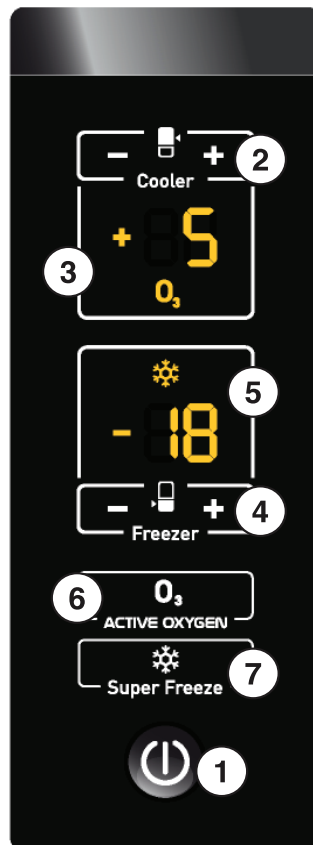 − + 2
Cooler
+ 5
3
O₃
5
- 18
− + 4
Freezer
6 O₃
ACTIVE OXYGEN
7
Super Freeze
1